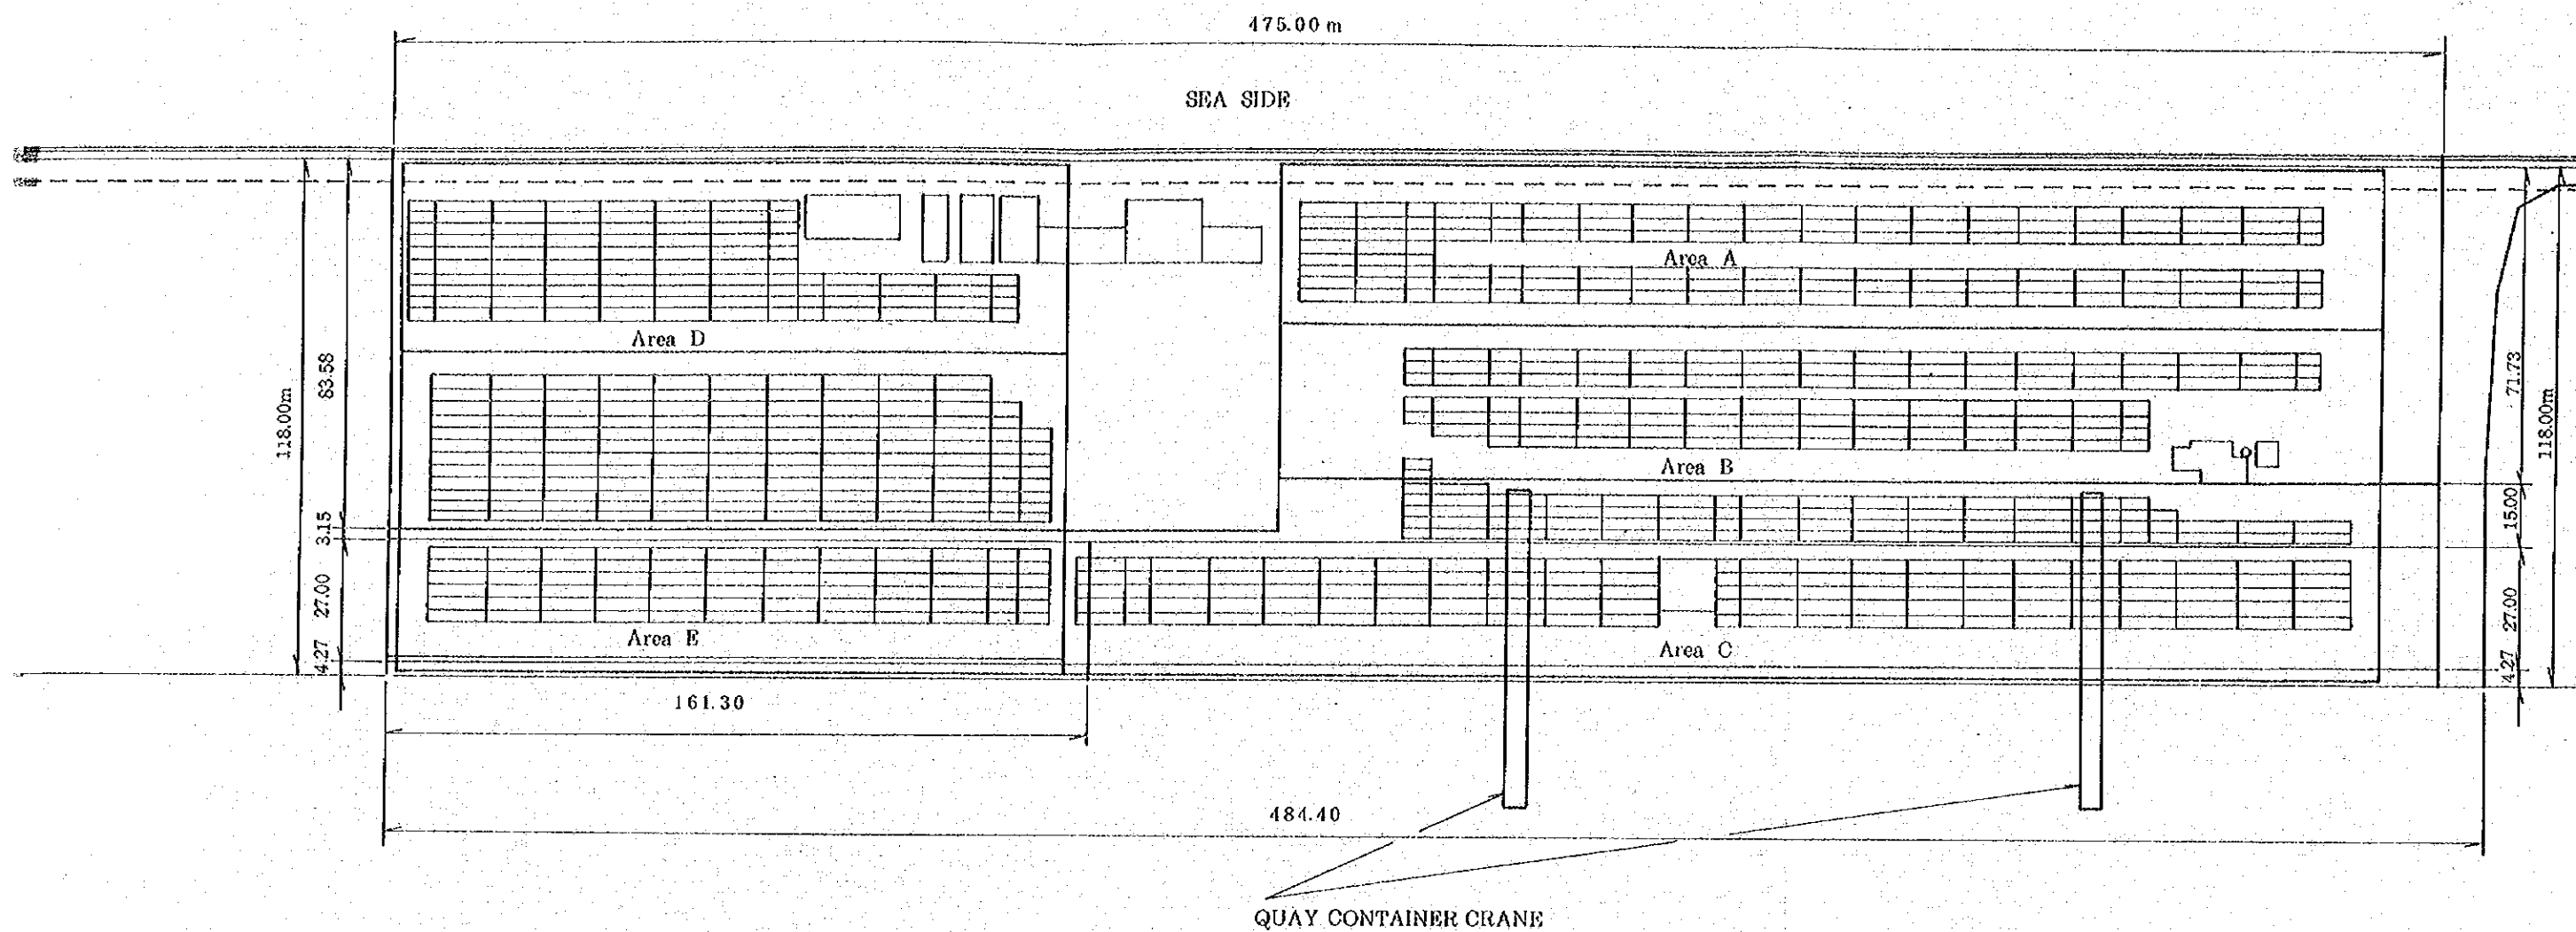 475.00 m
SEA SIDE
Area A
Area D
118.00m
83.58
71.73
118.00m
Area B
3.15
15.00
27.00
27.00
Area E
Area C
4.27
4.27
161.30
484.40
QUAY CONTAINER CRANE